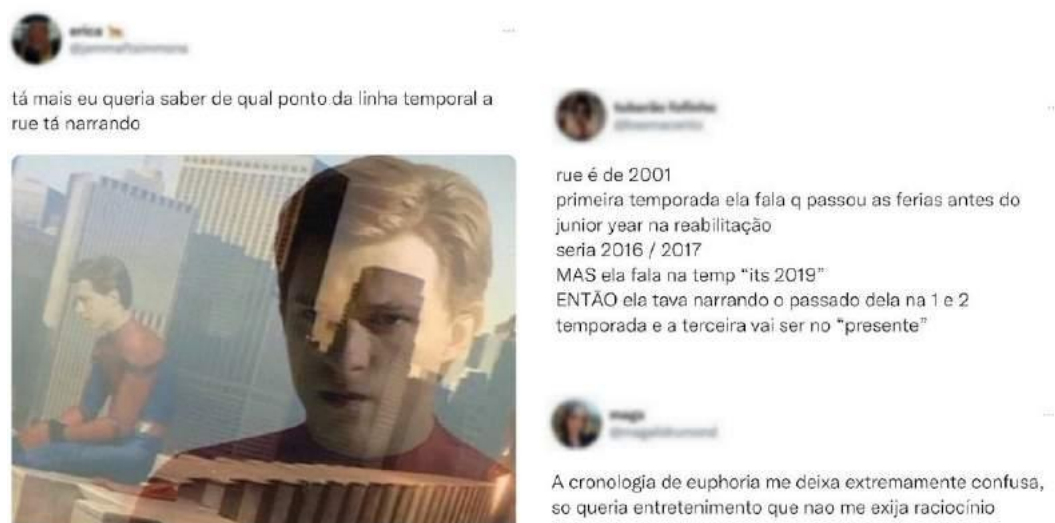 erica
tá mais eu queria saber de qual ponto da linha temporal a
rue tá narrando
rue é de 2001
primeira temporada ela fala q passou as ferias antes do
junior year na reabilitação
seria 2016 / 2017
MAS ela fala na temp “its 2019”
ENTÃO ela tava narrando o passado dela na 1 e 2
temporada e a terceira vai ser no “presente”
maga
A cronologia de euphoria me deixa extremamente confusa,
so queria entretenimento que nao me exija raciocínio